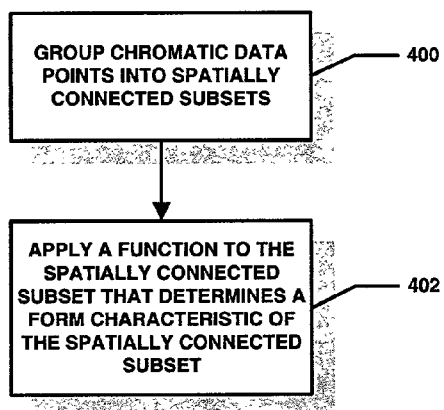 GROUP CHROMATIC DATA
POINTS INTO SPATIALLY
CONNECTED SUBSETS
400
APPLY A FUNCTION TO THE
SPATIALLY CONNECTED
SUBSET THAT DETERMINES A
FORM CHARACTERISTIC OF
THE SPATIALLY CONNECTED
SUBSET
402